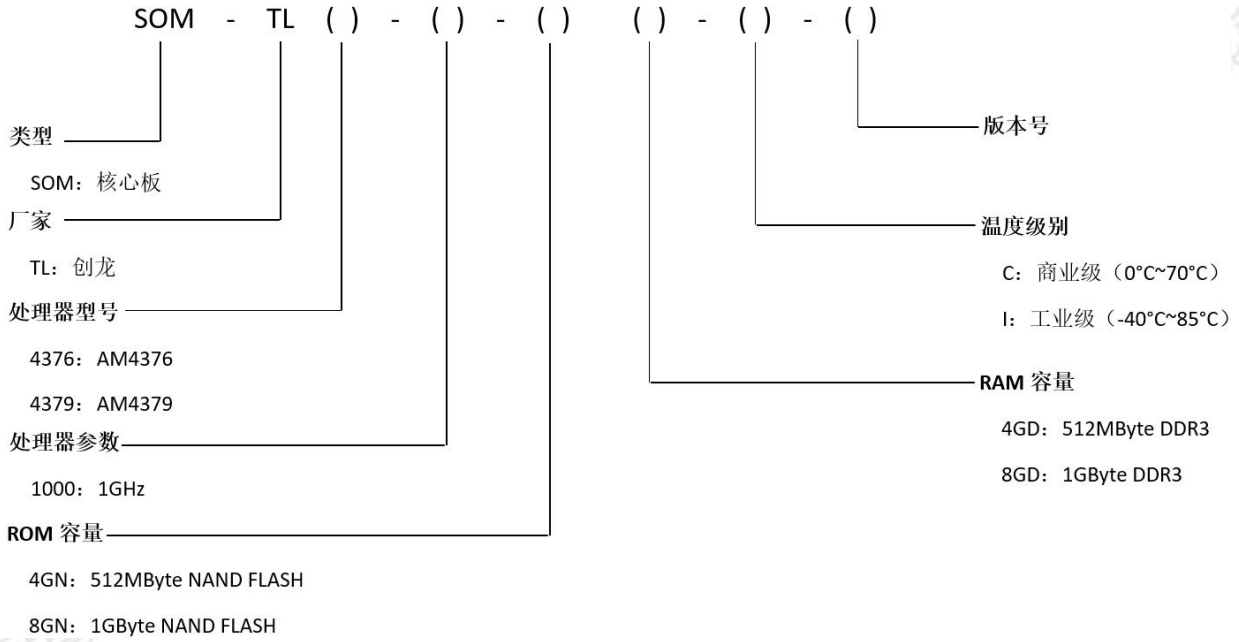 SOM - TL ( ) - ( ) - ( ) ( ) - ( ) - ( )
类型
SOM：核心板
厂家
TL：创龙
处理器型号
4376：AM4376
4379：AM4379
处理器参数
1000：1GHz
ROM 容量
4GN：512MByte NAND FLASH
8GN：1GByte NAND FLASH
版本号
温度级别
C：商业级（0°C~70°C）
I：工业级（-40°C~85°C）
RAM 容量
4GD：512MByte DDR3
8GD：1GByte DDR3